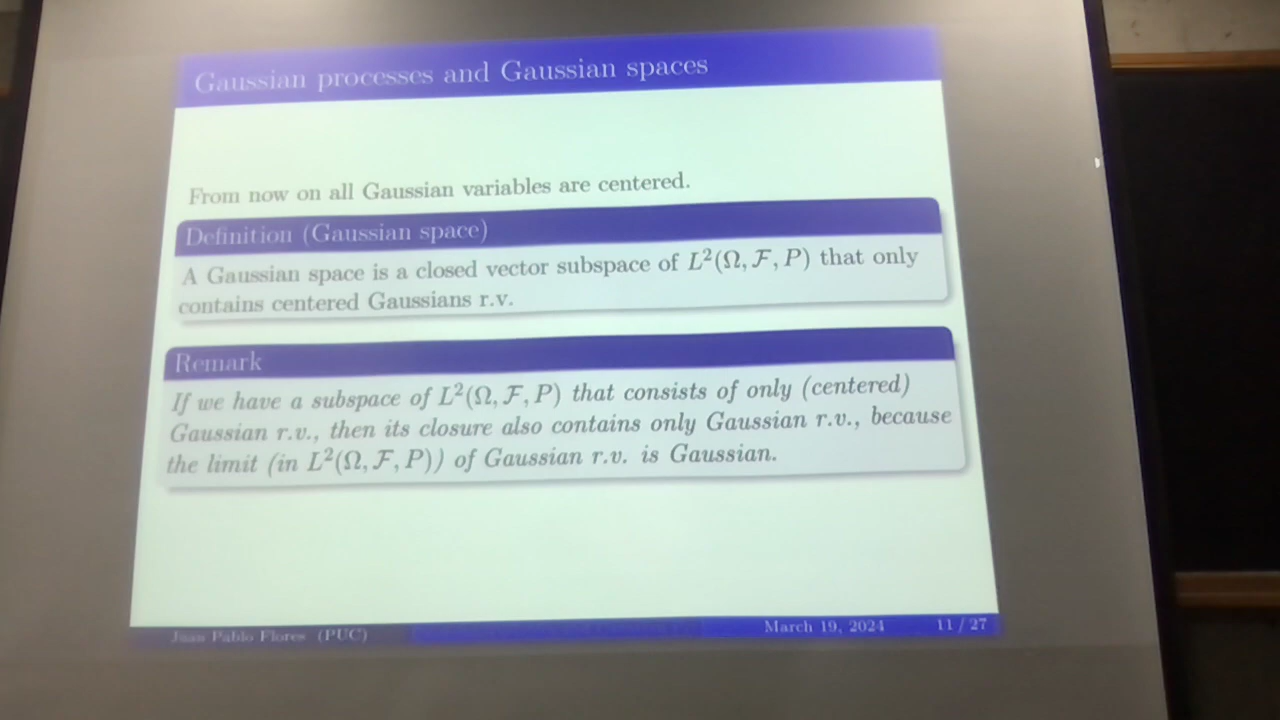 Gaussian processes and Gaussian spaces
From now on all Gaussian variables are centered.
Definition (Gaussian space)
A Gaussian space is a closed vector subspace of L²(Ω, ℱ, P) that only
contains centered Gaussians r.v.
Remark
If we have a subspace of L²(Ω, ℱ, P) that consists of only (centered)
Gaussian r.v., then its closure also contains only Gaussian r.v., because
the limit (in L²(Ω, ℱ, P)) of Gaussian r.v. is Gaussian.
Juan Pablo Flores (PUC)
March 19, 2024
11 / 27